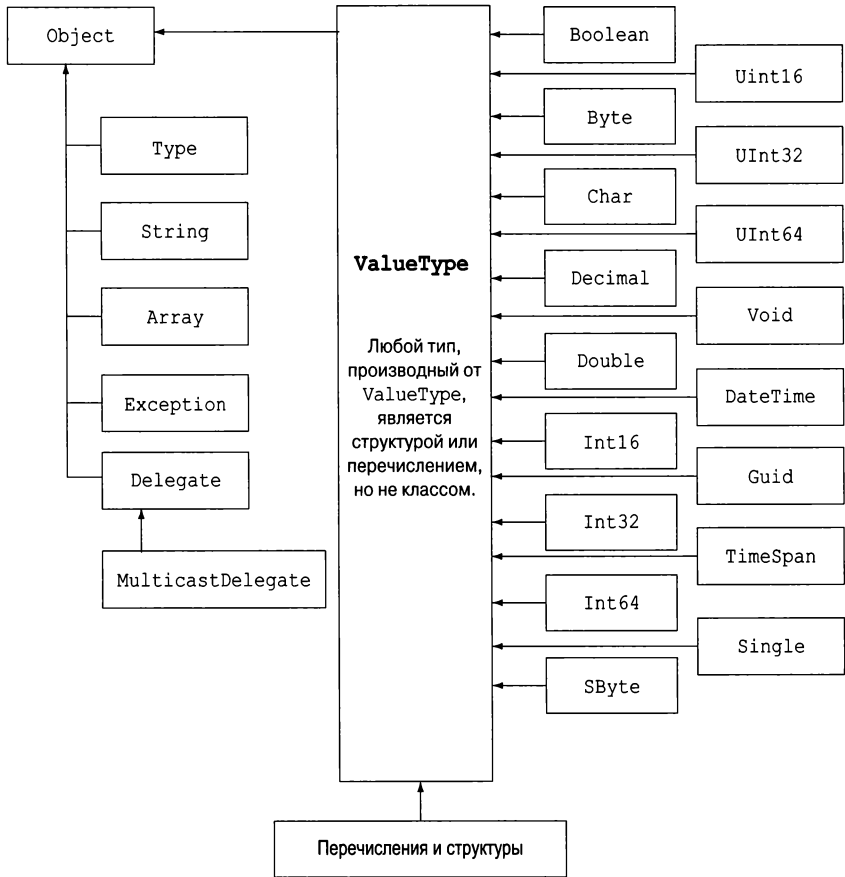 Object
Type
String
Array
Exception
Delegate
MulticastDelegate
ValueType
Любой тип,
производный от
ValueType,
является
структурой или
перечислением,
но не классом.
Boolean
Uint16
Byte
UInt32
Char
UInt64
Decimal
Void
Double
DateTime
Int16
Guid
Int32
TimeSpan
Int64
Single
SByte
Перечисления и структуры